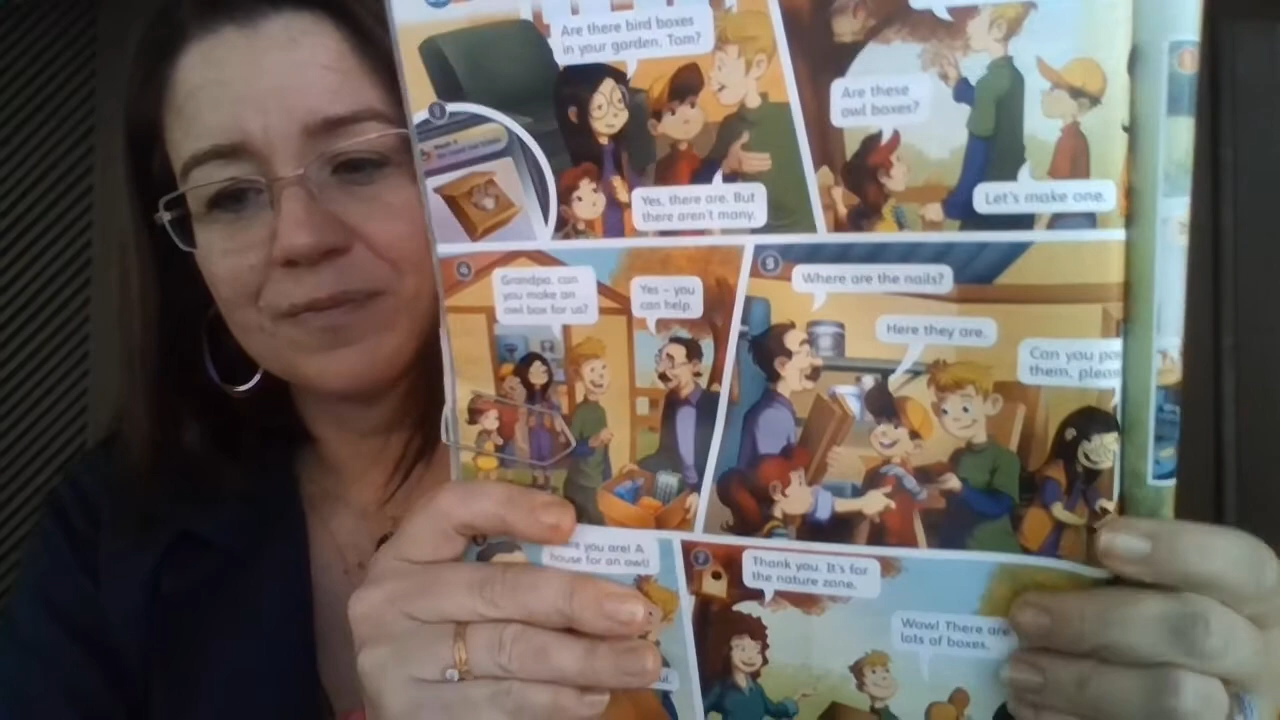 Are there bird boxes
in your garden, Tom?
Yes, there are. But
there aren't many.
Are these
owl boxes?
Let's make one.
4
Grandpa, can
you make an
owl box for us?
Yes – you
can help.
5
Where are the nails?
Here they are.
Can you
them,
you are! A
house for an owl!
7
Thank you. It's for
the nature zone.
Wow! There are
lots of boxes.